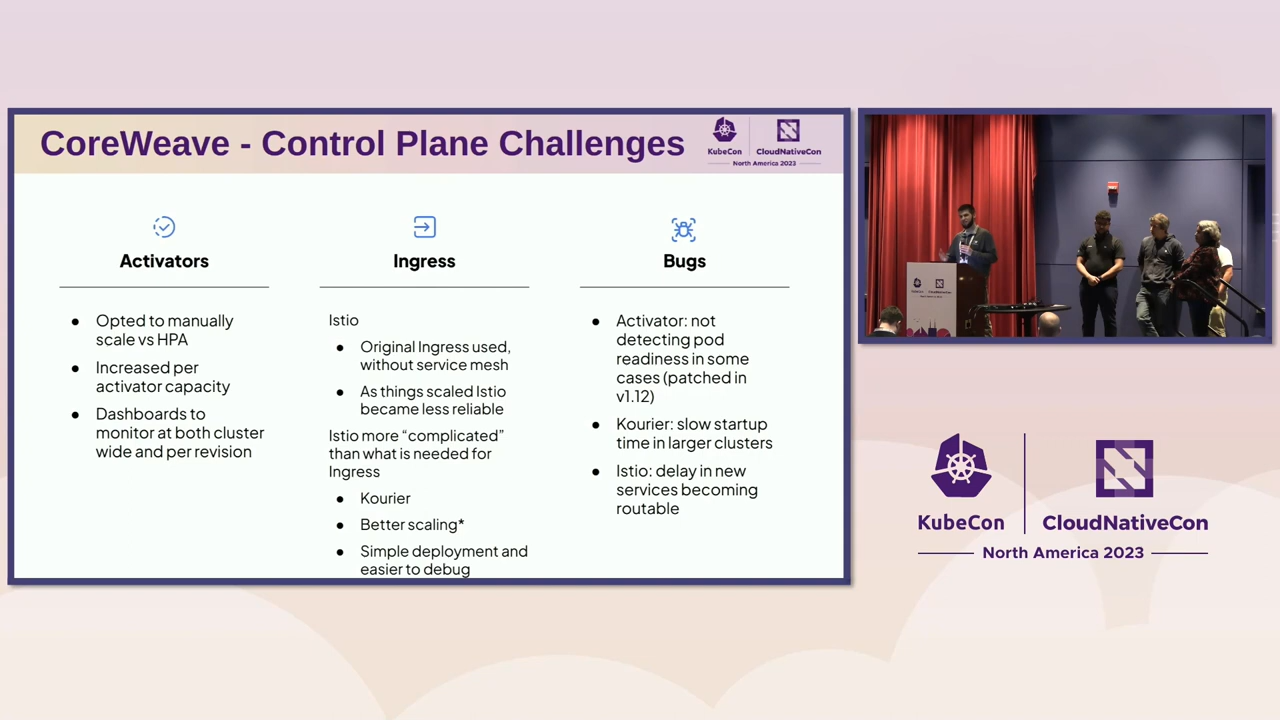 CoreWeave - Control Plane Challenges
KubeCon
CloudNativeCon
North America 2023
Activators
● Opted to manually
scale vs HPA
● Increased per
activator capacity
● Dashboards to
monitor at both cluster
wide and per revision
Ingress
Istio
● Original Ingress used,
without service mesh
● As things scaled Istio
became less reliable
Istio more “complicated”
than what is needed for
Ingress
● Kourier
● Better scaling*
● Simple deployment and
easier to debug
Bugs
● Activator: not
detecting pod
readiness in some
cases (patched in
v1.12)
● Kourier: slow startup
time in larger clusters
● Istio: delay in new
services becoming
routable
KubeCon
CloudNativeCon
North America 2023